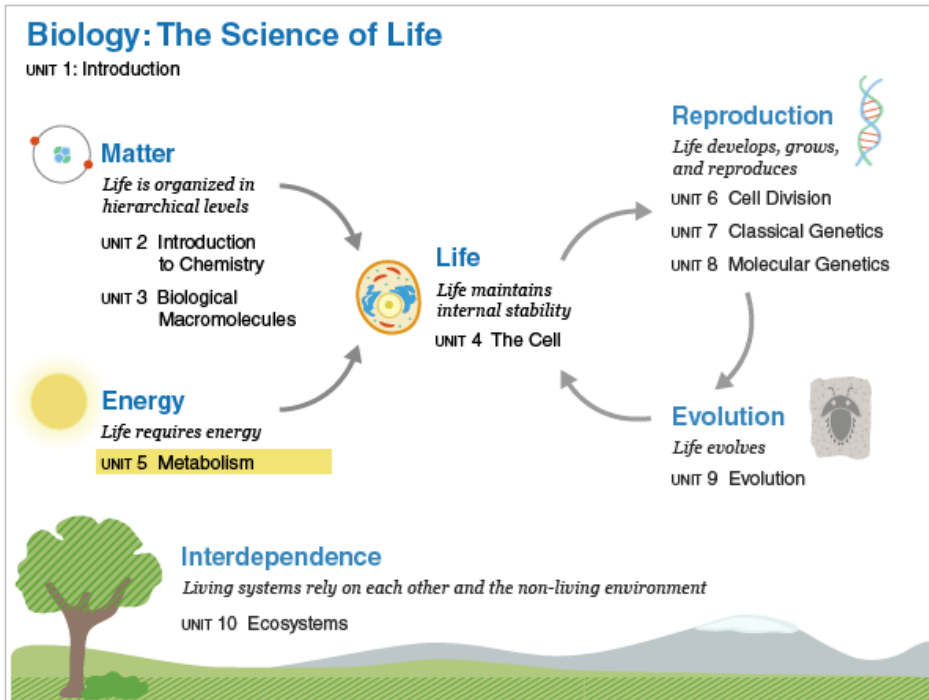 Biology: The Science of Life
UNIT 1: Introduction
Matter
Life is organized in
hierarchical levels
UNIT 2 Introduction
to Chemistry
UNIT 3 Biological
Macromolecules
Energy
Life requires energy
UNIT 5 Metabolism
Life
Life maintains
internal stability
UNIT 4 The Cell
Reproduction
Life develops, grows,
and reproduces
UNIT 6 Cell Division
UNIT 7 Classical Genetics
UNIT 8 Molecular Genetics
Evolution
Life evolves
UNIT 9 Evolution
Interdependence
Living systems rely on each other and the non-living environment
UNIT 10 Ecosystems